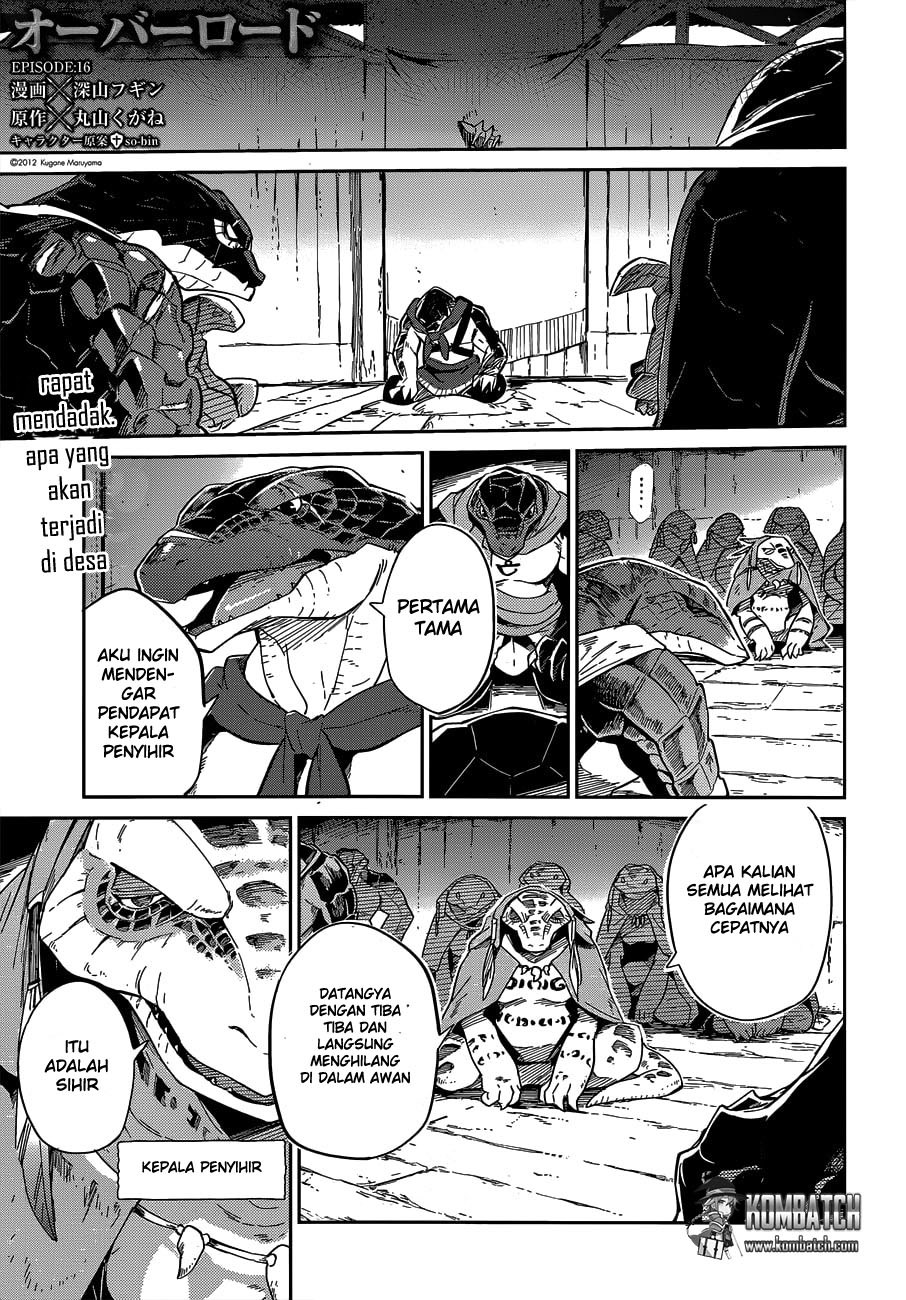 オーバーロード
EPISODE:16
漫画×深山フギン
原作×丸山くがね
キャラクター原案 so-bin
©2012 Kugane Maruyama
rapat
mendadak.
apa yang
akan
terjadi
di desa
......
PERTAMA
TAMA
AKU INGIN
MENDEN-
GAR
PENDAPAT
KEPALA
PENYIHIR
APA KALIAN
SEMUA MELIHAT
BAGAIMANA
CEPATNYA
DATANGYA
DENGAN TIBA
TIBA DAN
LANGSUNG
MENGHILANG
DI DALAM AWAN
ITU
ADALAH
SIHIR
KEPALA PENYIHIR
KOMBATCH
www.kombatch.com